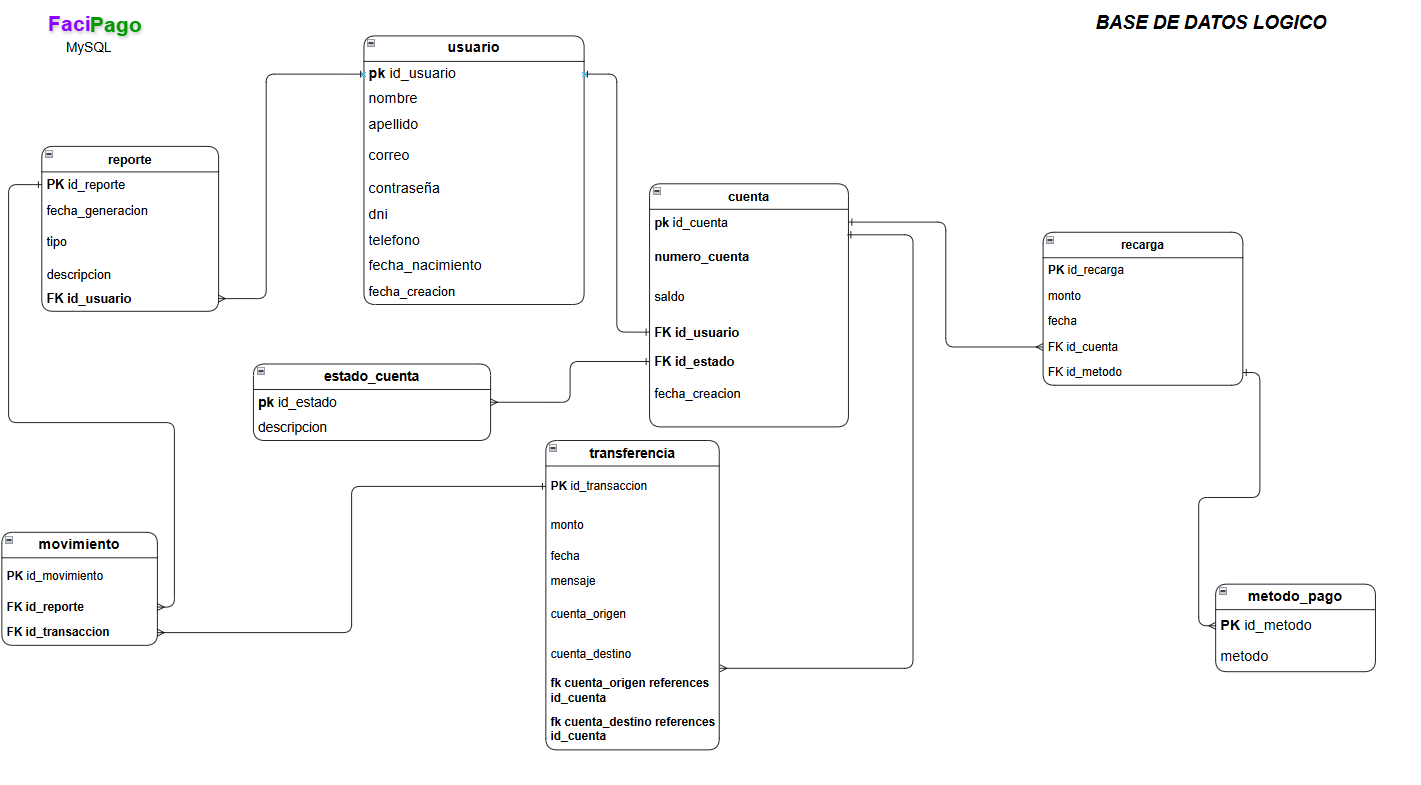 FaciPago
MySQL
BASE DE DATOS LOGICO
usuario
pk id_usuario
nombre
apellido
correo
contraseña
dni
telefono
fecha_nacimiento
fecha_creacion
reporte
PK id_reporte
fecha_generacion
tipo
descripcion
FK id_usuario
cuenta
pk id_cuenta
numero_cuenta
saldo
FK id_usuario
FK id_estado
fecha_creacion
recarga
PK id_recarga
monto
fecha
FK id_cuenta
FK id_metodo
estado_cuenta
pk id_estado
descripcion
transferencia
PK id_transaccion
monto
fecha
mensaje
cuenta_origen
cuenta_destino
fk cuenta_origen references
id_cuenta
fk cuenta_destino references
id_cuenta
movimiento
PK id_movimiento
FK id_reporte
FK id_transaccion
metodo_pago
PK id_metodo
metodo